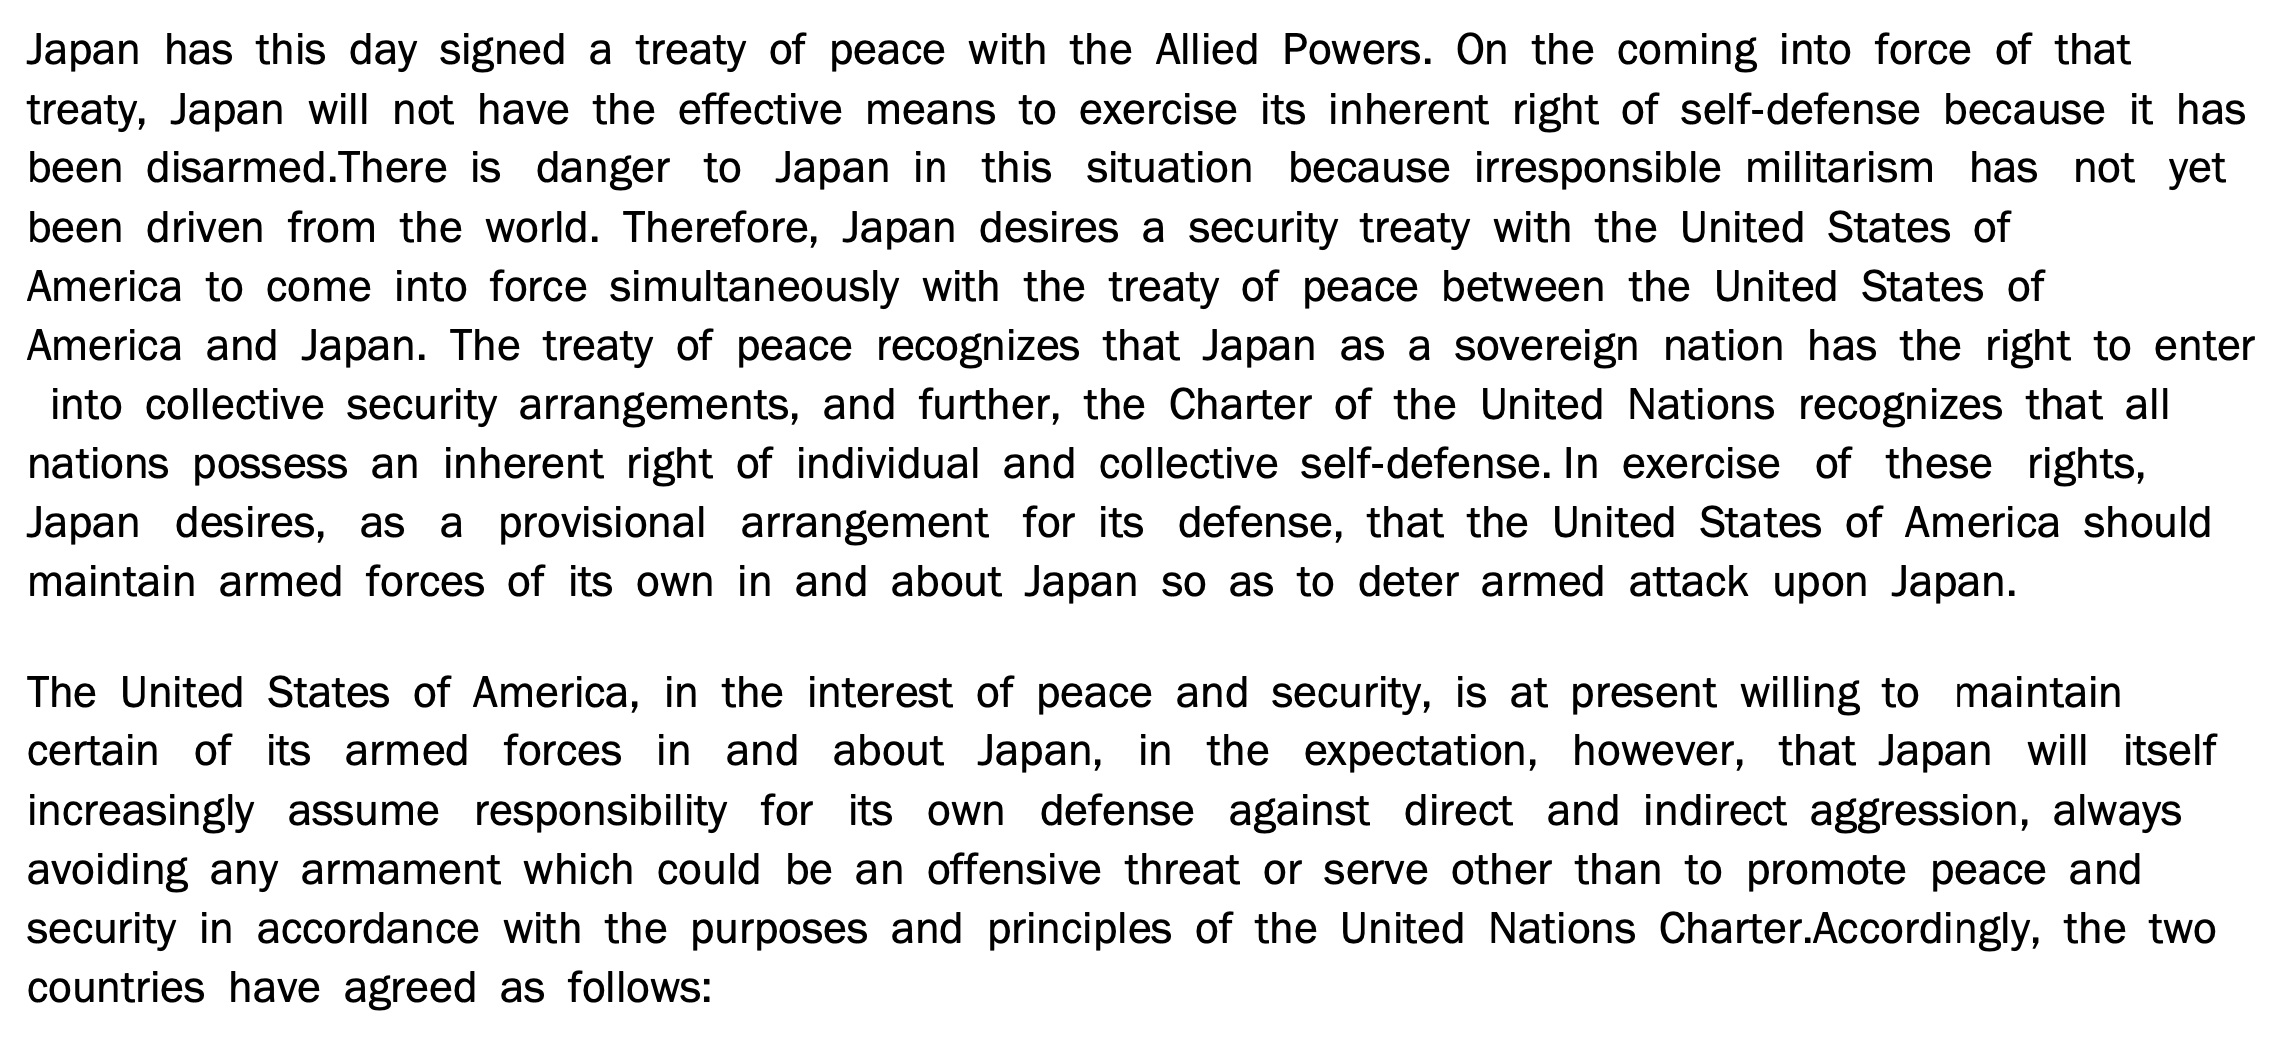 Japan has this day signed a treaty of peace with the Allied Powers. On the coming into force of that
treaty, Japan will not have the effective means to exercise its inherent right of self-defense because it has
been disarmed.There is danger to Japan in this situation because irresponsible militarism has not yet
been driven from the world. Therefore, Japan desires a security treaty with the United States of
America to come into force simultaneously with the treaty of peace between the United States of
America and Japan. The treaty of peace recognizes that Japan as a sovereign nation has the right to enter
into collective security arrangements, and further, the Charter of the United Nations recognizes that all
nations possess an inherent right of individual and collective self-defense. In exercise of these rights,
Japan desires, as a provisional arrangement for its defense, that the United States of America should
maintain armed forces of its own in and about Japan so as to deter armed attack upon Japan.

The United States of America, in the interest of peace and security, is at present willing to maintain
certain of its armed forces in and about Japan, in the expectation, however, that Japan will itself
increasingly assume responsibility for its own defense against direct and indirect aggression, always
avoiding any armament which could be an offensive threat or serve other than to promote peace and
security in accordance with the purposes and principles of the United Nations Charter.Accordingly, the two
countries have agreed as follows: